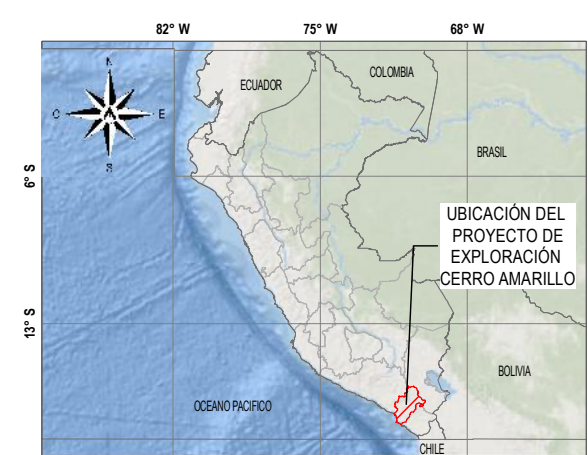 82° W 75° W 68° W
N
O E
S
ECUADOR
COLOMBIA
BRASIL
6° S
UBICACIÓN DEL
PROYECTO DE
EXPLORACIÓN
CERRO AMARILLO
13° S
BOLIVIA
OCEANO PACIFICO
CHILE